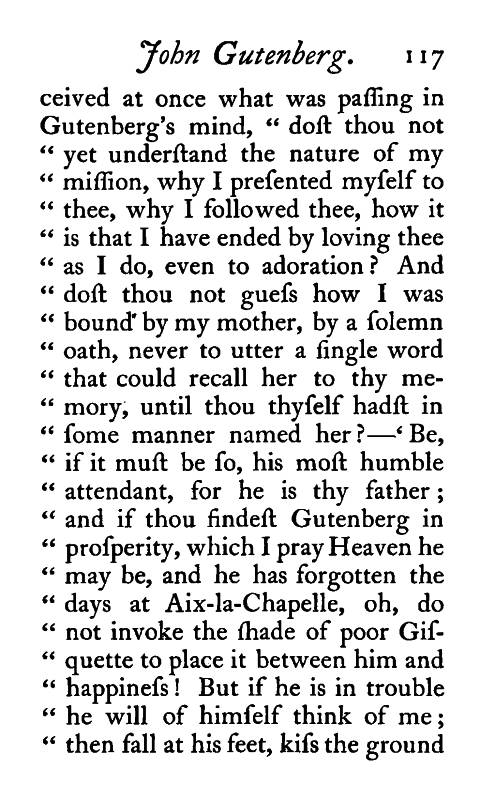 John Gutenberg. 117
ceived at once what was paſſing in
Gutenberg's mind, “ doſt thou not
“ yet underſtand the nature of my
“ miſſion, why I preſented myſelf to
“ thee, why I followed thee, how it
“ is that I have ended by loving thee
“ as I do, even to adoration? And
“ doſt thou not gueſs how I was
“ bound by my mother, by a ſolemn
“ oath, never to utter a ſingle word
“ that could recall her to thy me-
“ mory, until thou thyſelf hadſt in
“ ſome manner named her?—‘ Be,
“ if it muſt be ſo, his moſt humble
“ attendant, for he is thy father;
“ and if thou findeſt Gutenberg in
“ proſperity, which I pray Heaven he
“ may be, and he has forgotten the
“ days at Aix-la-Chapelle, oh, do
“ not invoke the ſhade of poor Giſ-
“ quette to place it between him and
“ happineſs! But if he is in trouble
“ he will of himſelf think of me;
“ then fall at his feet, kiſs the ground